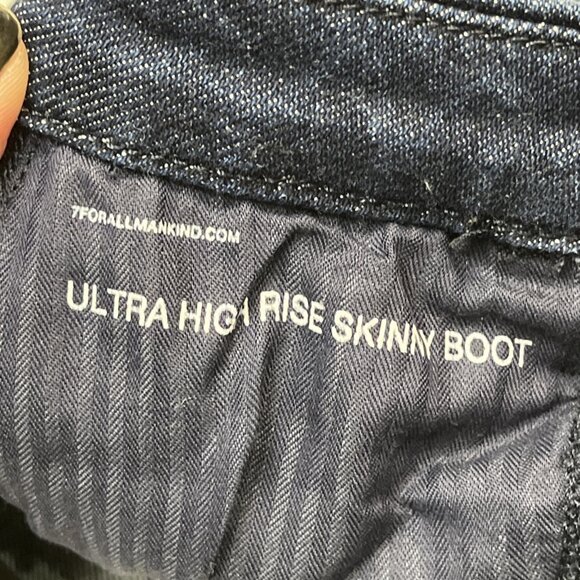 7FORALLMANKIND.COM
ULTRA HIGH RISE SKINNY BOOT